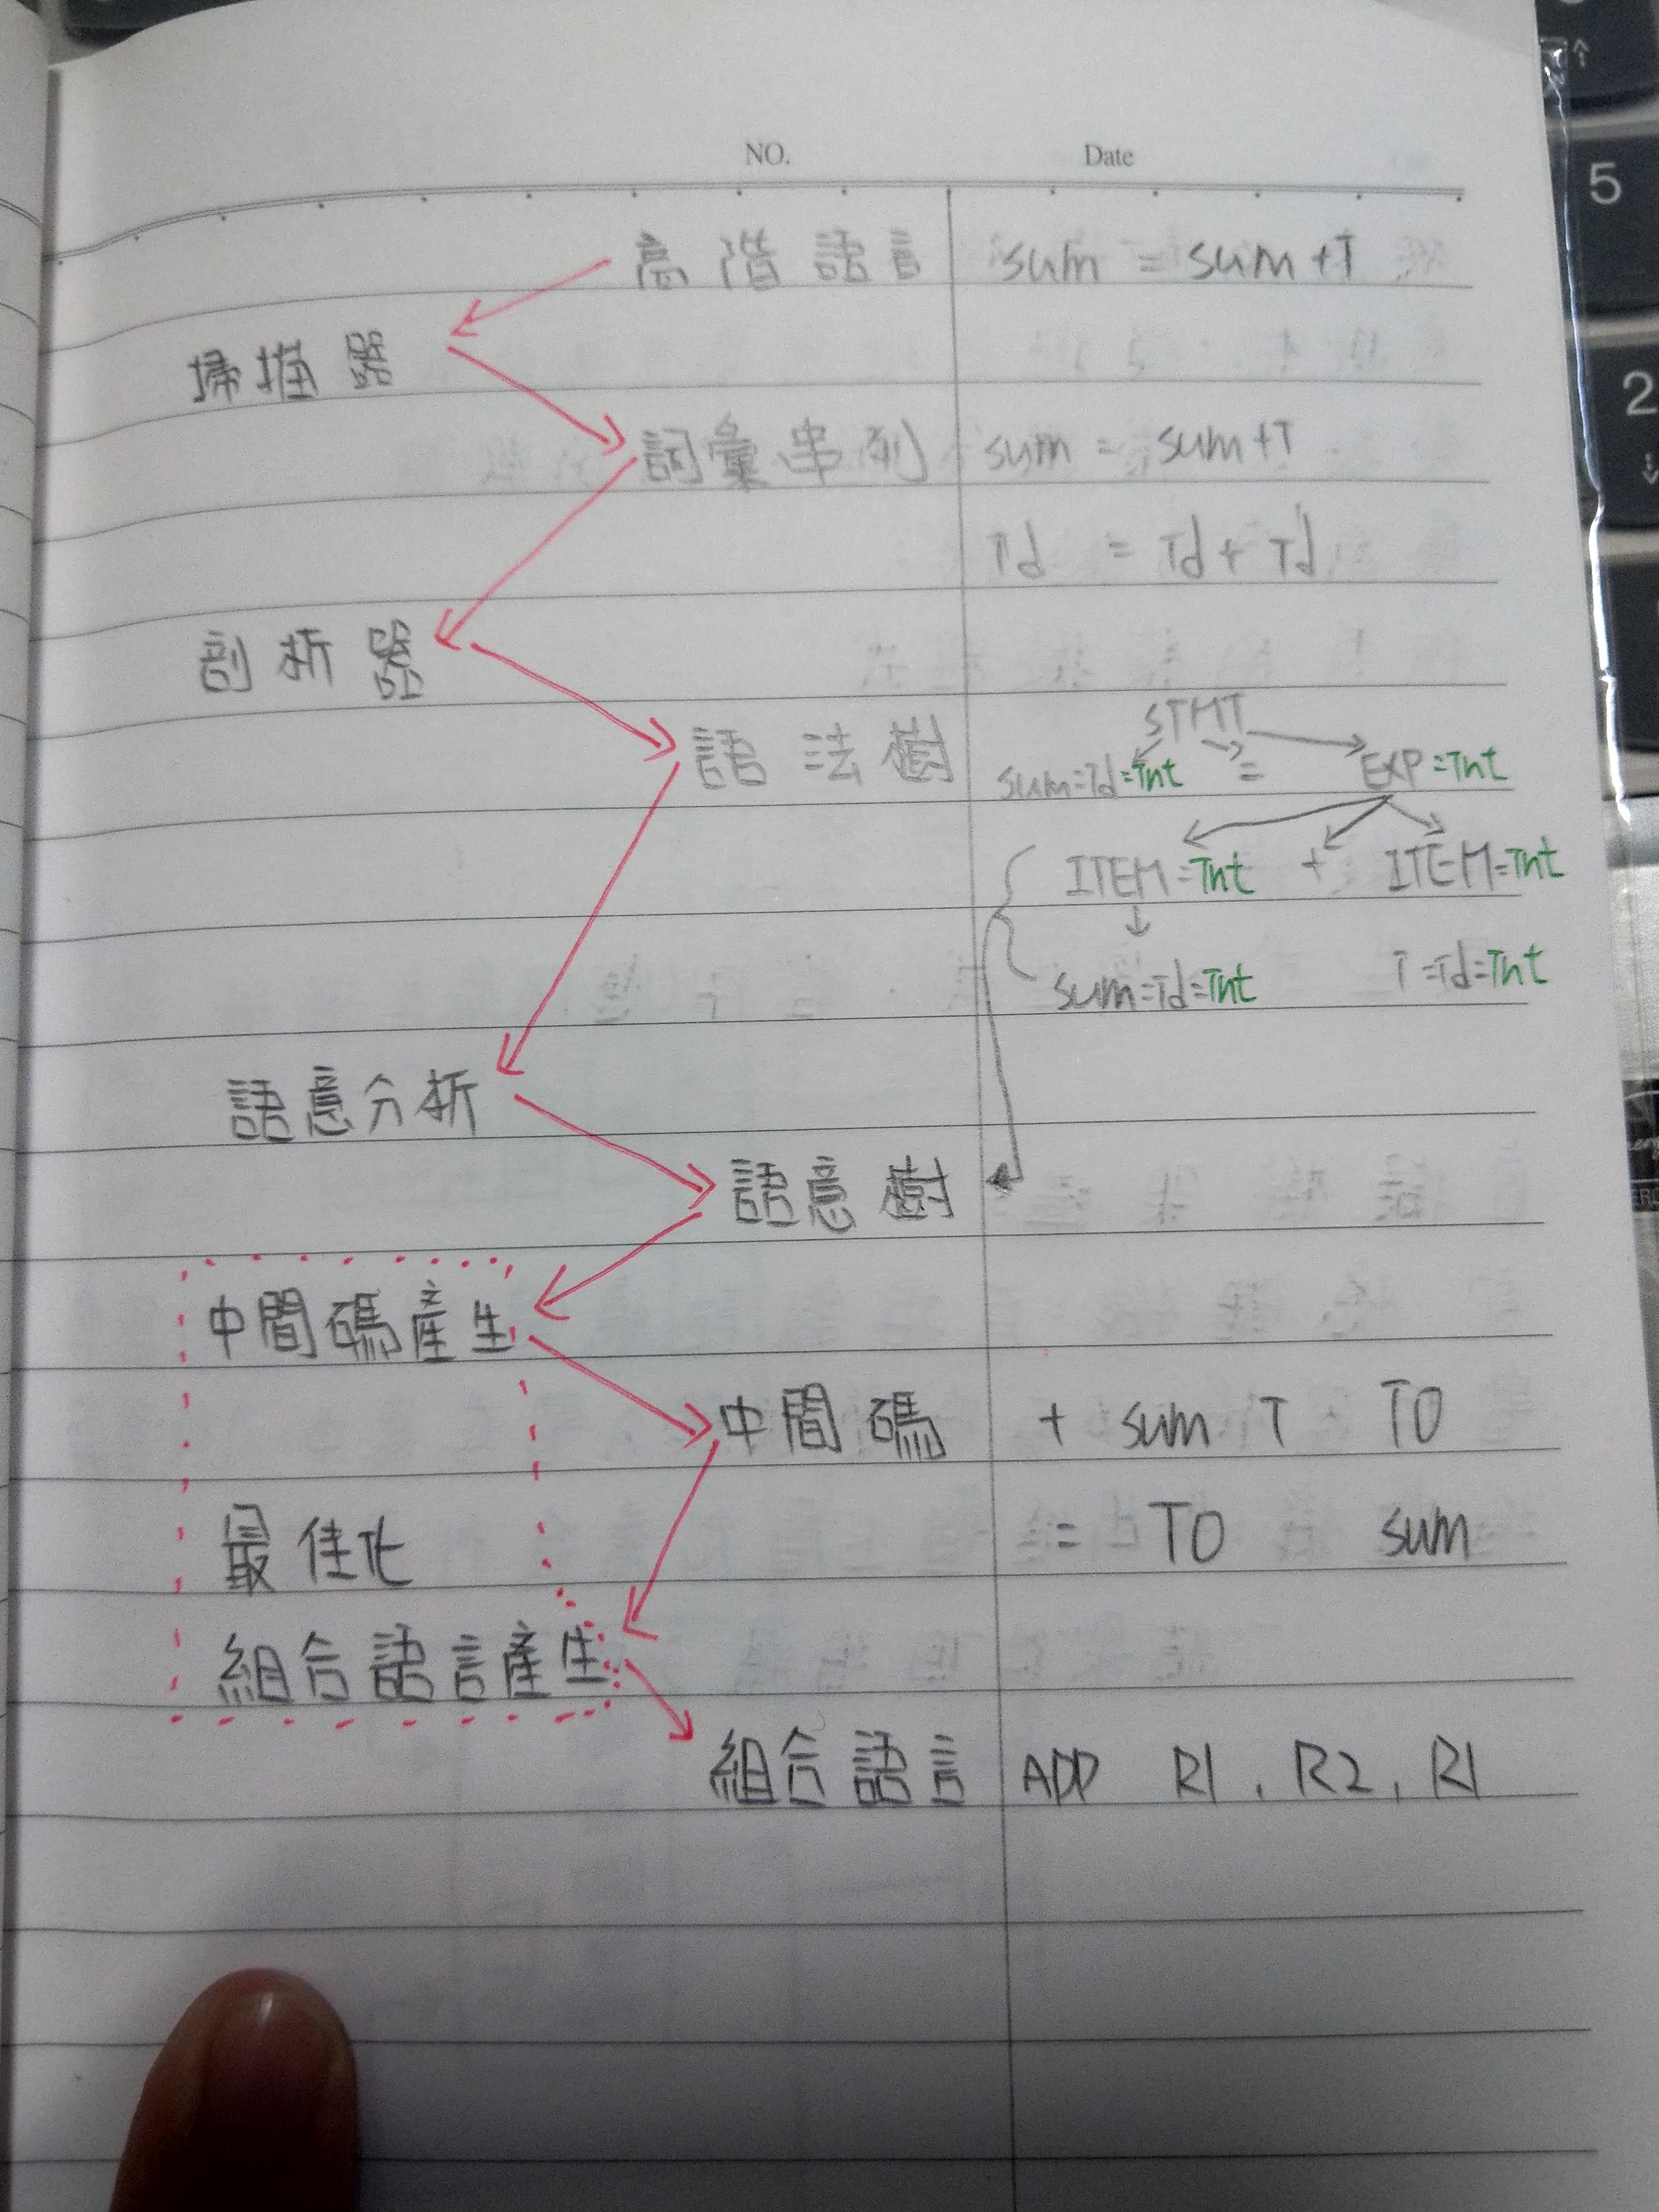 NO. Date
高階語言 sum = sum+I
掃描器
詞彙串列 sum = sum+I
Id = Id + Id
剖析器
STMT
語法樹 sum=Id=Int = EXP=Int
ITEM=Int + ITEM=Int
sum=Id=Int I=Id=Int
語意分析
語意樹
中間碼產生
中間碼 + sum I T0
最佳化 = T0 sum
組合語言產生
組合語言 ADD R1, R2, R1
5
2